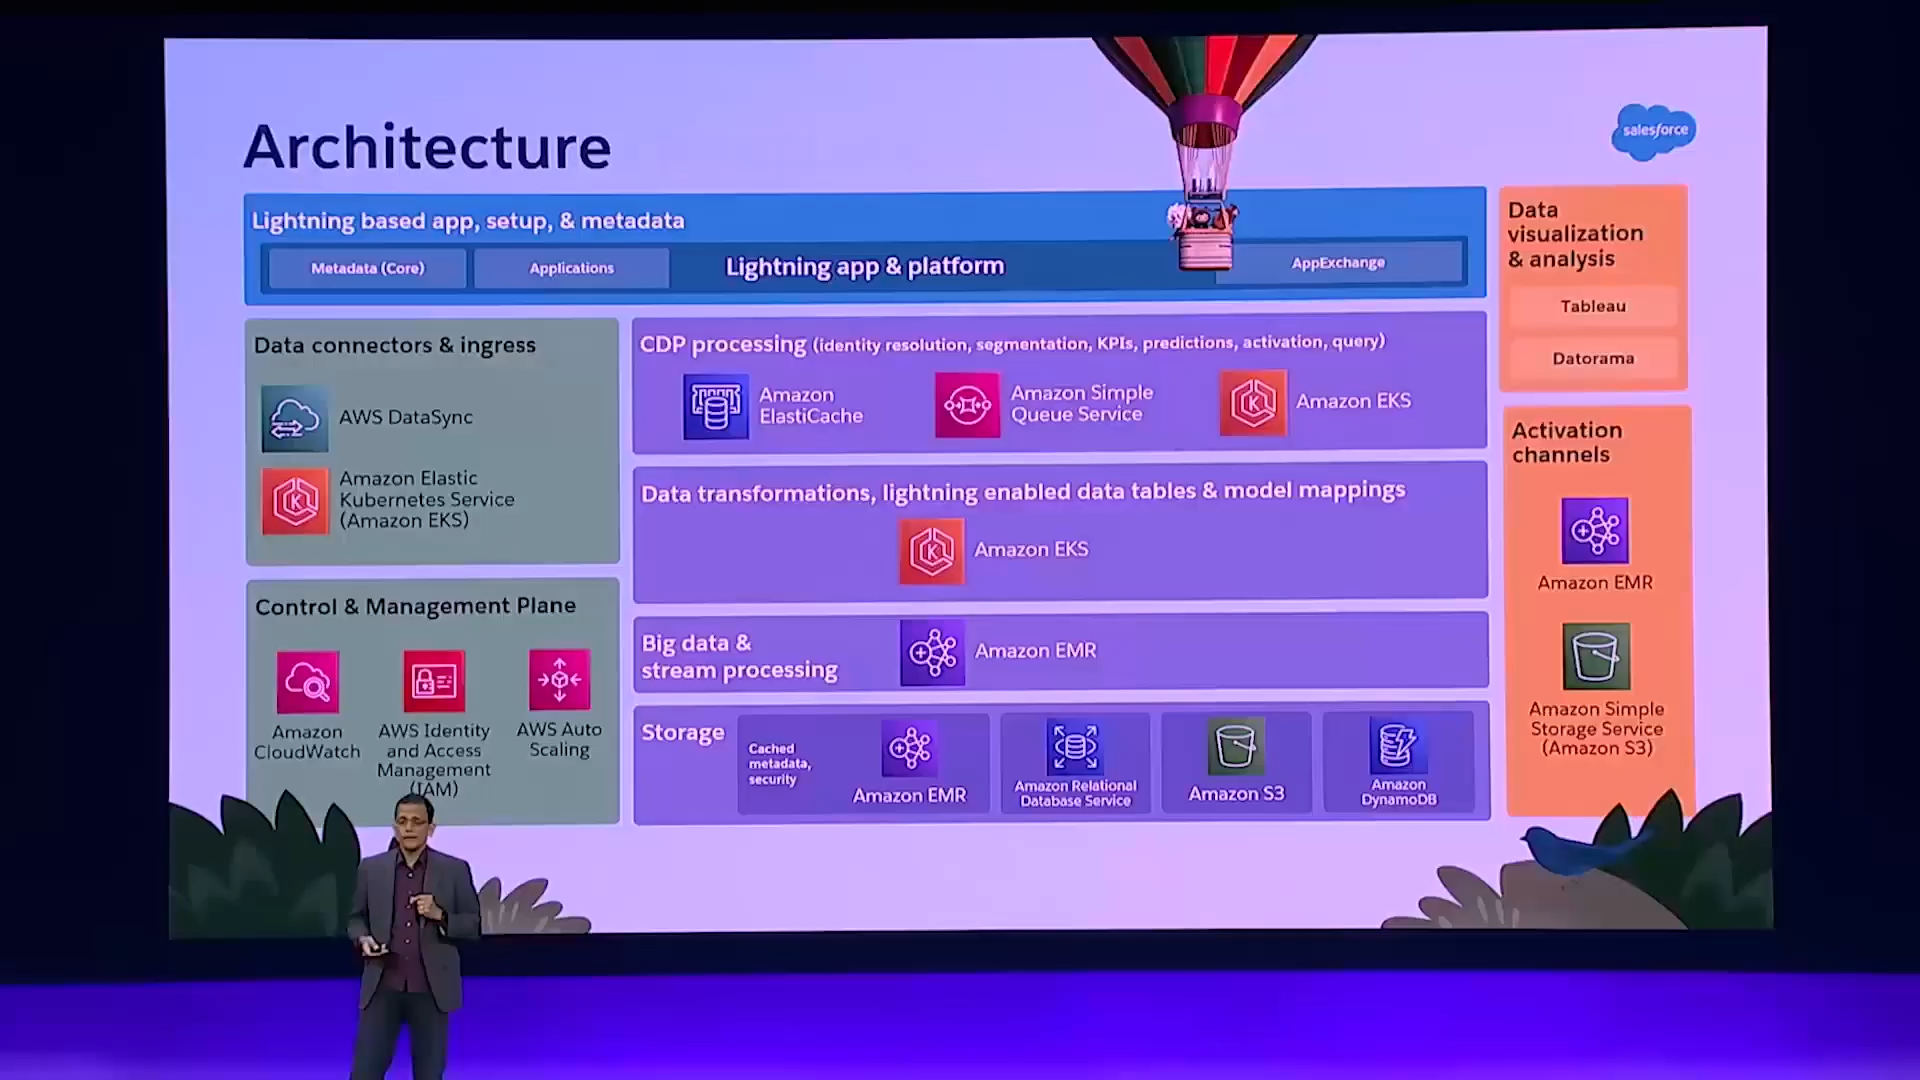 Architecture
salesforce
Lightning based app, setup, & metadata
Metadata (Core)
Applications
Lightning app & platform
AppExchange
Data
visualization
& analysis
Tableau
Datorama
Data connectors & ingress
AWS DataSync
Amazon Elastic
Kubernetes Service
(Amazon EKS)
CDP processing (identity resolution, segmentation, KPIs, predictions, activation, query)
Amazon
ElastiCache
Amazon Simple
Queue Service
Amazon EKS
Data transformations, lightning enabled data tables & model mappings
Amazon EKS
Activation
channels
Amazon EMR
Amazon Simple
Storage Service
(Amazon S3)
Control & Management Plane
Amazon
CloudWatch
AWS Identity
and Access
Management
(IAM)
AWS Auto
Scaling
Big data &
stream processing
Amazon EMR
Storage
Cached
metadata,
security
Amazon EMR
Amazon Relational
Database Service
Amazon S3
Amazon
DynamoDB